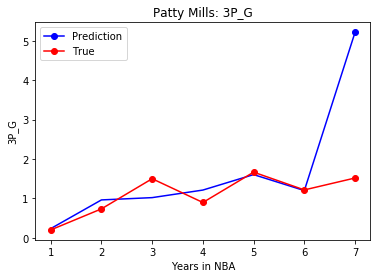 Patty Mills: 3P_G
Prediction
True
5
4
3
2
1
0
3P_G
1 2 3 4 5 6 7
Years in NBA